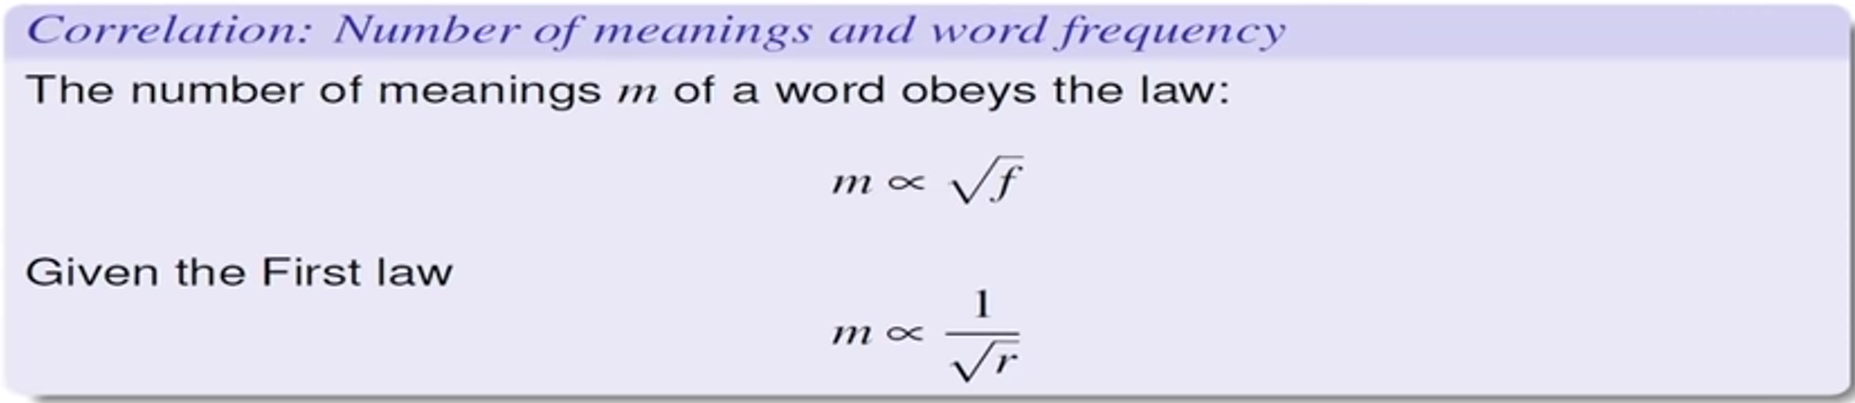 Correlation: Number of meanings and word frequency
The number of meanings m of a word obeys the law:
m ∝ √f
Given the First law
m ∝ 1/√r